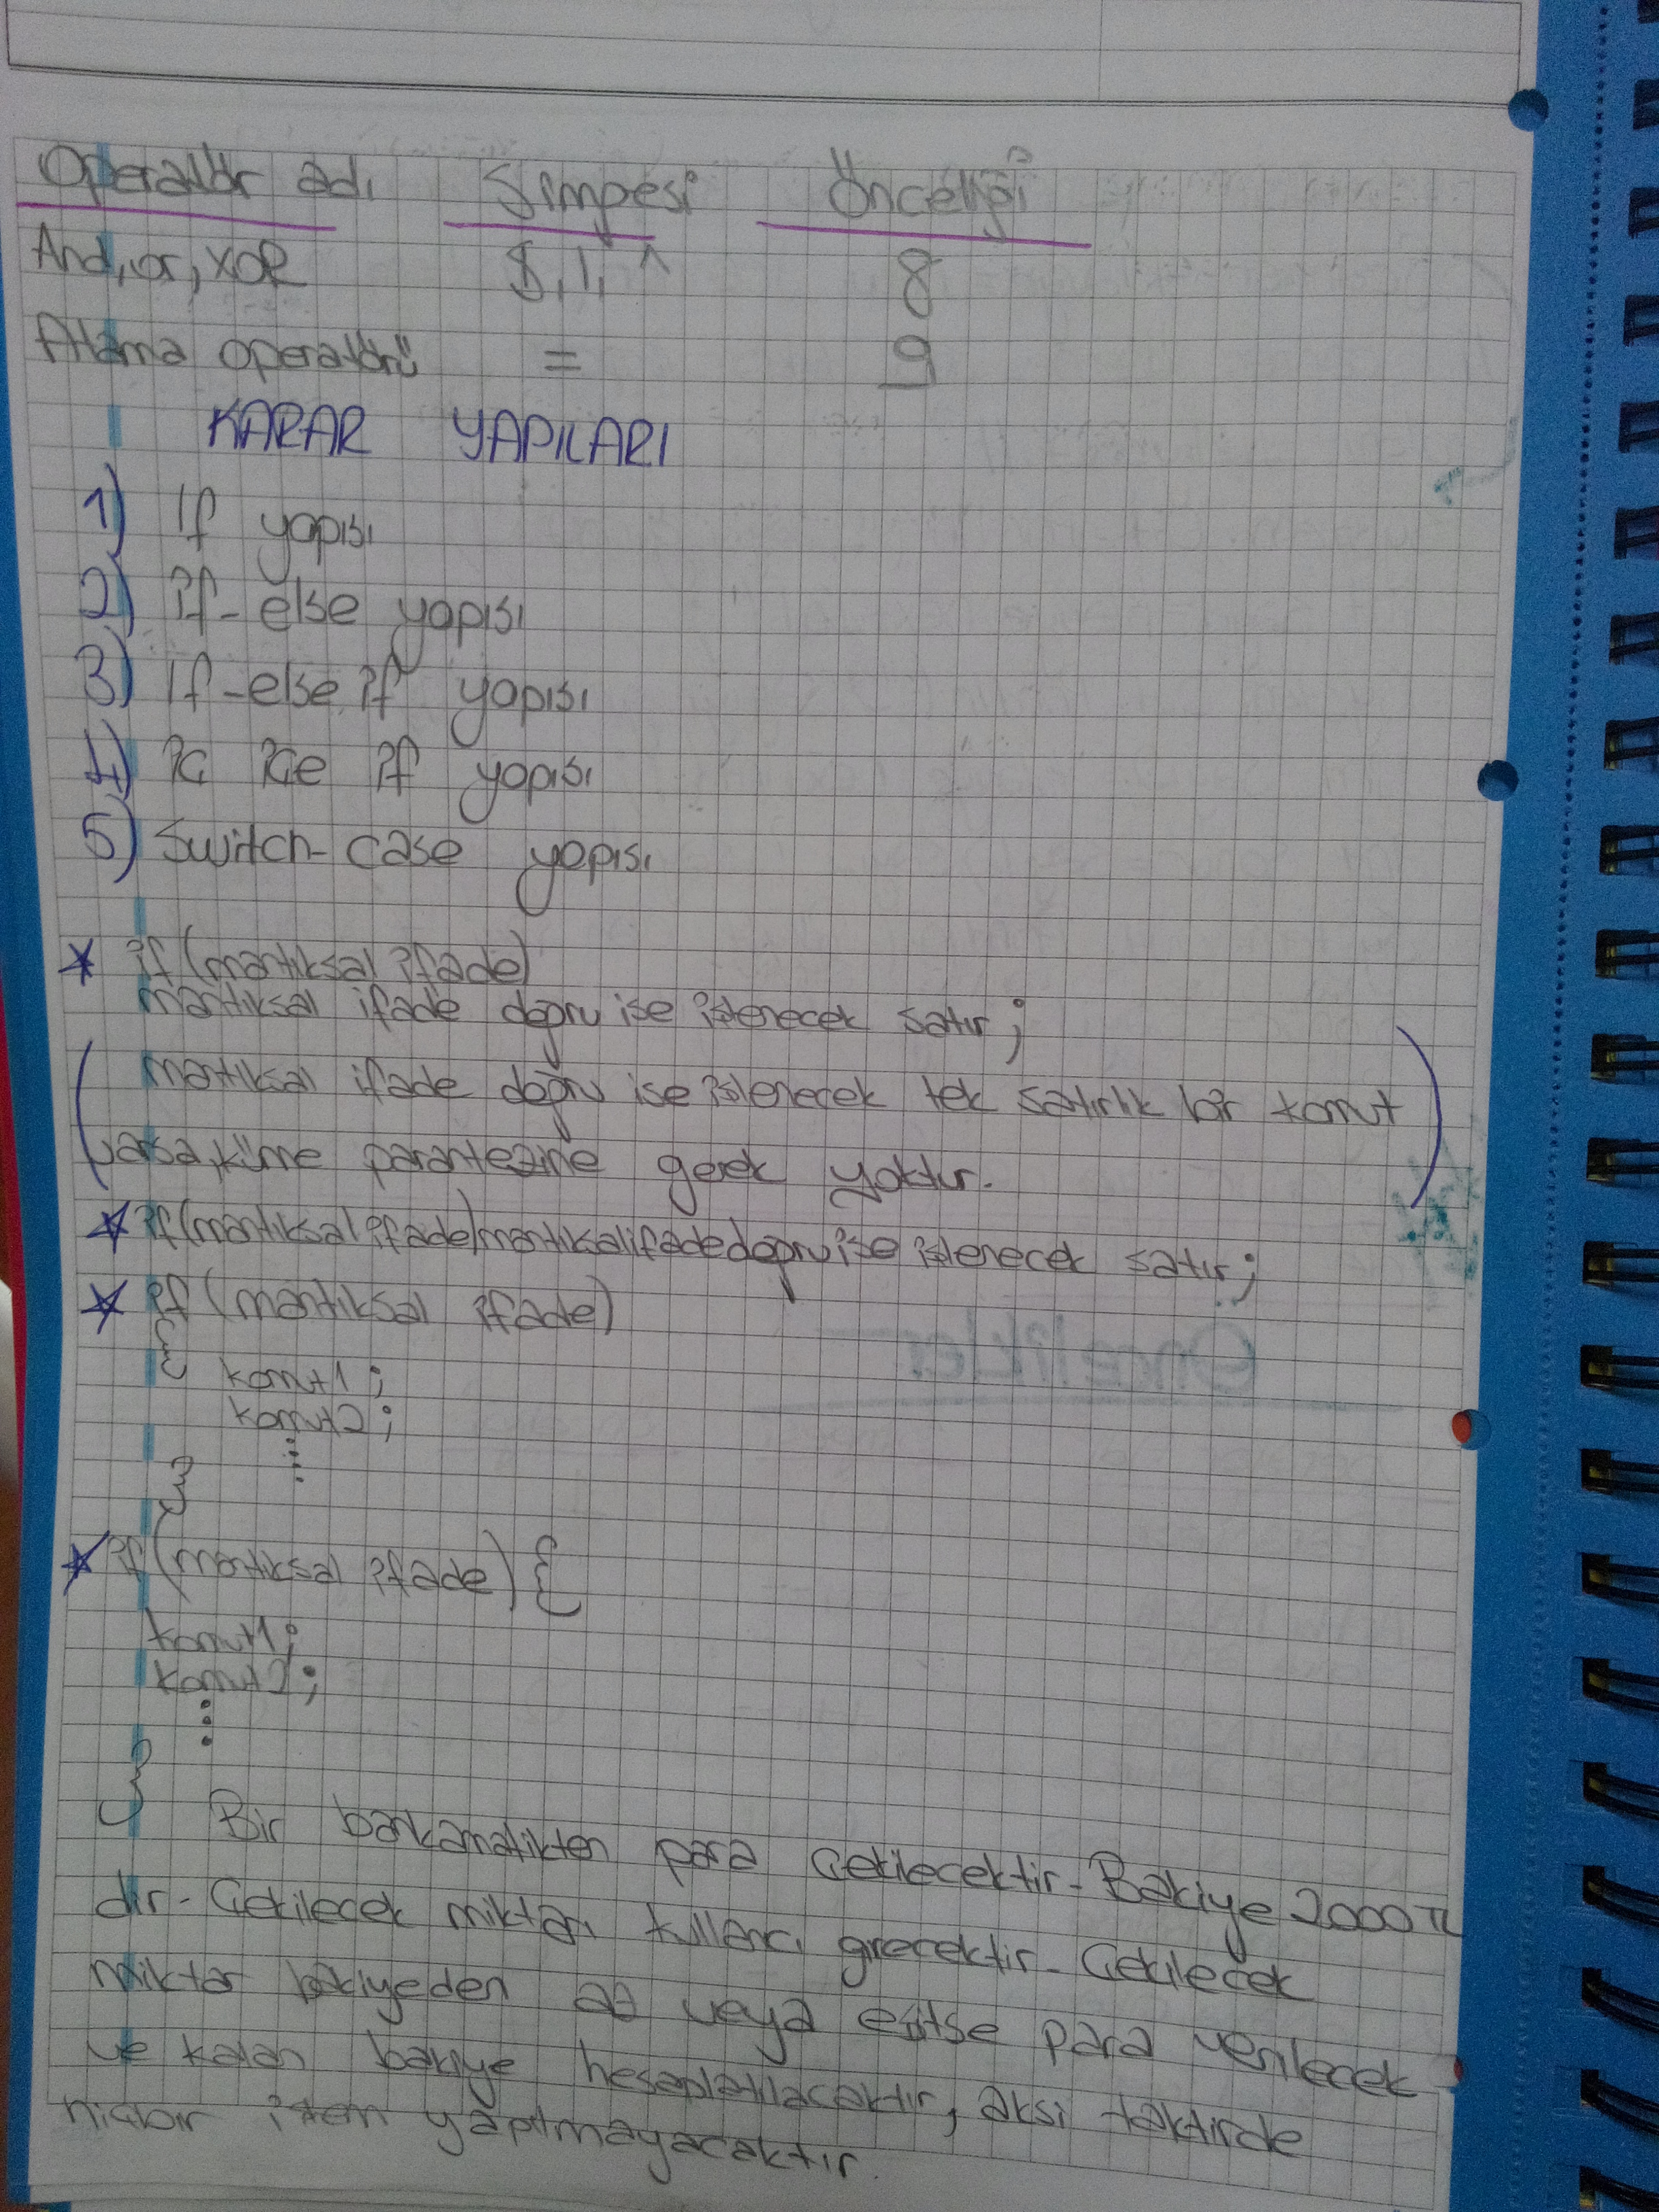 Operatör adı Simgesi Önceliği
And, or, XOR &, |, ^ 8
Atama operatörü = 9
KARAR YAPILARI
1) If yapısı
2) if-else yapısı
3) If-else if yapısı
4) iç içe if yapısı
5) Switch-case yapısı
* if(mantıksal ifade)
mantıksal ifade doğru ise işlenecek satır;
(mantıksal ifade doğru ise işlenecek tek satırlık bir komut
varsa, küme parantezine gerek yoktur.)
* if(mantıksal ifade)mantıksal ifade doğru ise işlenecek satır;
* if (mantıksal ifade)
{
komut1;
komut2;
⋮
}
* if(mantıksal ifade) {
komut1;
komut2;
⋮
}
Bir bankamatikten para çekilecektir. Bakiye 2000 TL
dir. Çekilecek miktarı kullanıcı girecektir. Çekilecek
miktar bakiyeden az veya eşitse para verilecek
ve kalan bakiye hesaplatılacaktır, aksi taktirde
hiçbir işlem yapılmayacaktır.
Öncelikler